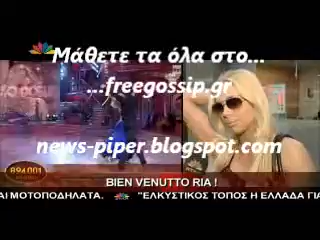 Μάθετε τα όλα στο...
...freegossip.gr
news-piper.blogspot.com
BIEN VENUTTO RIA !
ΑΙ ΜΟΤΟΠΟΔΗΛΑΤΑ. "ΕΛΚΥΣΤΙΚΟΣ ΤΟΠΟΣ Η ΕΛΛΑΔΑ ΓΙΑ